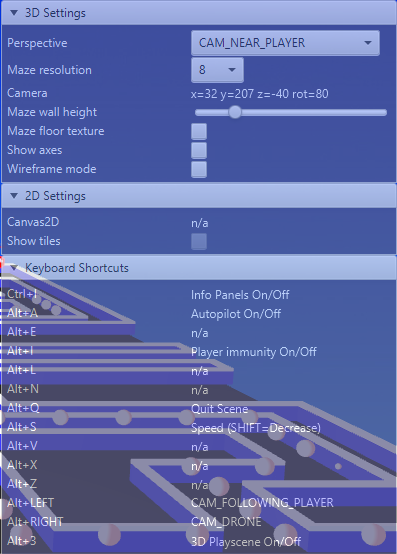 3D Settings
Perspective CAM_NEAR_PLAYER
Maze resolution 8
Camera x=32 y=207 z=-40 rot=80
Maze wall height
Maze floor texture
Show axes
Wireframe mode
2D Settings
Canvas2D n/a
Show tiles
Keyboard Shortcuts
Ctrl+I Info Panels On/Off
Alt+A Autopilot On/Off
Alt+E n/a
Alt+I Player immunity On/Off
Alt+L n/a
Alt+N n/a
Alt+Q Quit Scene
Alt+S Speed (SHIFT=Decrease)
Alt+V n/a
Alt+X n/a
Alt+Z n/a
Alt+LEFT CAM_FOLLOWING_PLAYER
Alt+RIGHT CAM_DRONE
Alt+3 3D Playscene On/Off